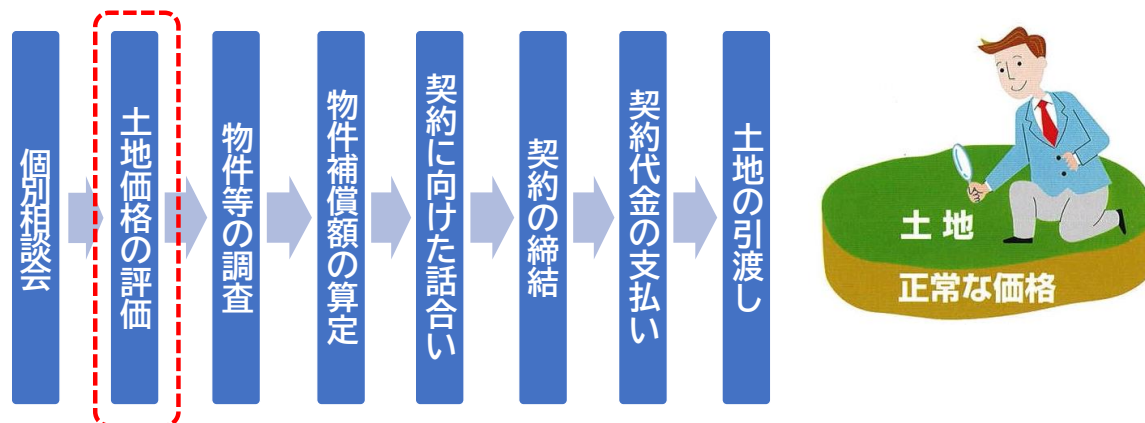 個別相談会
土地価格の評価
物件等の調査
物件補償額の算定
契約に向けた話合い
契約の締結
契約代金の支払い
土地の引渡し
土地
正常な価格